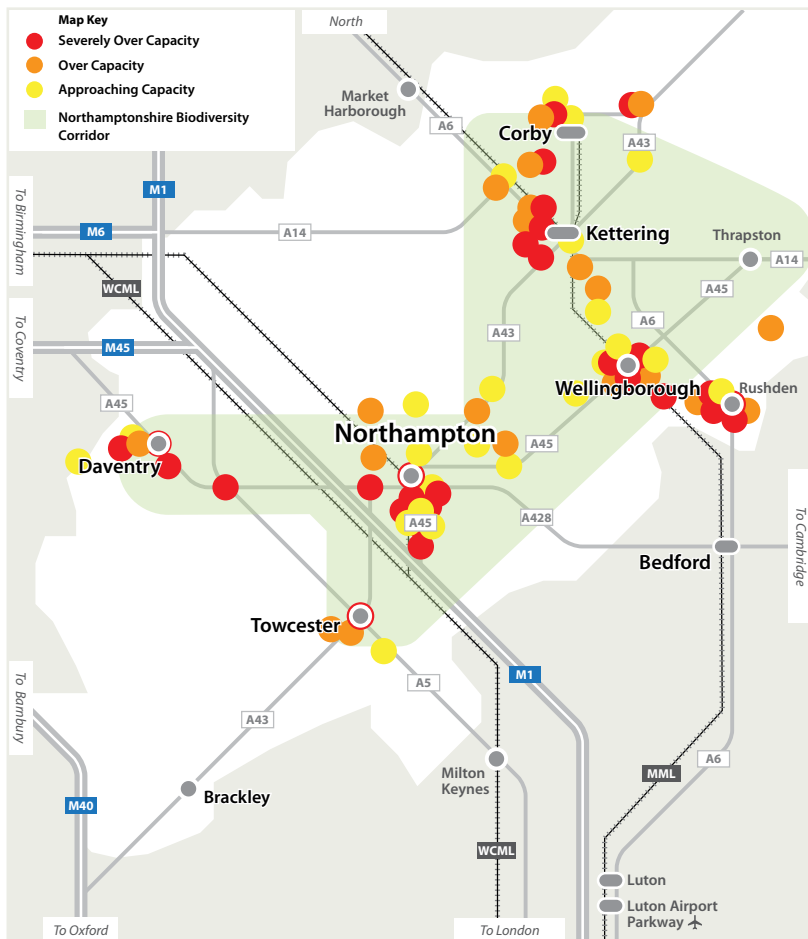 Map Key
Severely Over Capacity
Over Capacity
Approaching Capacity
Northamptonshire Biodiversity
Corridor
North
Market
Harborough
A6
Corby
A43
M1
To Birmingham
M6
A14
Kettering
Thrapston
A14
WCML
A45
To Coventry
M45
A43
A6
A45
Wellingborough
Rushden
Northampton
A45
Daventry
A45
A428
To Cambridge
Bedford
Towcester
To Bambury
A5
M1
A43
A6
Milton
Keynes
MML
M40
Brackley
WCML
Luton
Luton Airport
Parkway
To Oxford
To London